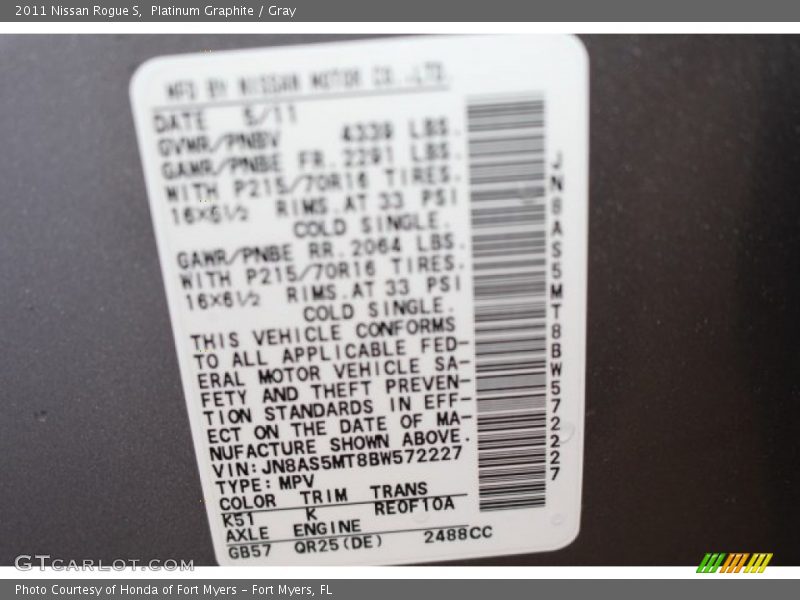 2011 Nissan Rogue S, Platinum Graphite / Gray
MFD BY NISSAN MOTOR CO.,LTD.
DATE 5/11
GVWR/PNBV 4339 LBS.
GAWR/PNBE FR. 2291 LBS.
WITH P215/70R16 TIRES.
16X6½ RIMS.AT 33 PSI
COLD SINGLE.
GAWR/PNBE RR. 2064 LBS.
WITH P215/70R16 TIRES.
16X6½ RIMS.AT 33 PSI
COLD SINGLE.
THIS VEHICLE CONFORMS
TO ALL APPLICABLE FED-
ERAL MOTOR VEHICLE SA-
FETY AND THEFT PREVEN-
TION STANDARDS IN EFF-
ECT ON THE DATE OF MA-
NUFACTURE SHOWN ABOVE.
VIN:JN8AS5MT8BW572227
TYPE:MPV
COLOR TRIM TRANS
K51 K RE0F10A
AXLE ENGINE
GB57 QR25(DE) 2488CC
JN8AS5MT8BW572227
GTCARLOT.COM
Photo Courtesy of Honda of Fort Myers - Fort Myers, FL